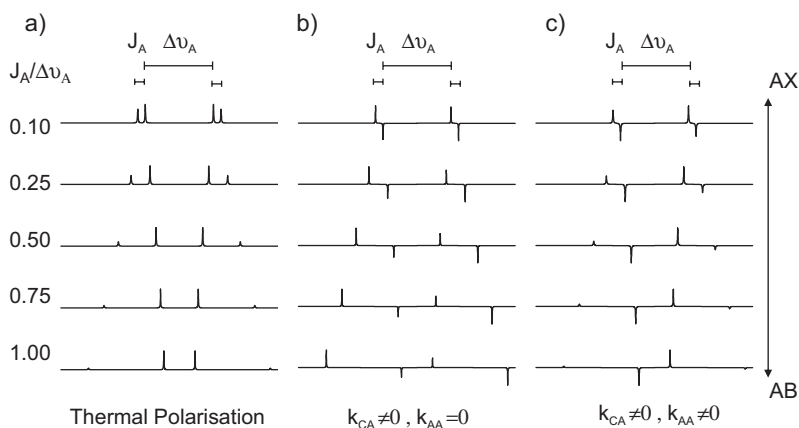 a) b) c)
J_A Δυ_A J_A Δυ_A J_A Δυ_A
J_A/Δυ_A
AX
0.10
0.25
0.50
0.75
1.00
AB
Thermal Polarisation k_CA≠0 , k_AA=0 k_CA≠0, k_AA≠0